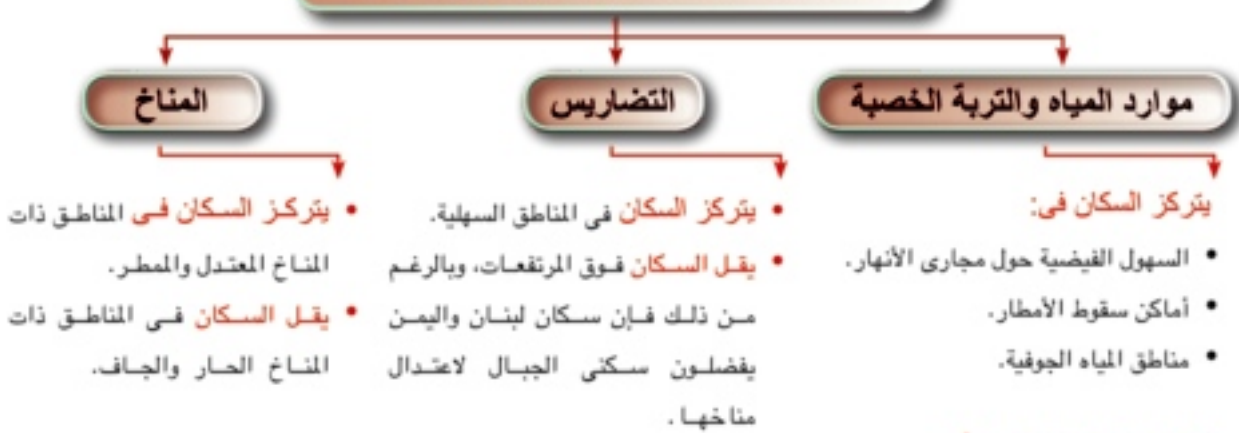 موارد المياه والتربة الخصبة
يتركز السكان فى:
• السهول الفيضية حول مجارى الأنهار.
• أماكن سقوط الأمطار.
• مناطق المياه الجوفية.
التضاريس
• يتركز السكان فى المناطق السهلية.
• يقل السكان فوق المرتفعات، وبالرغم
من ذلك فإن سكان لبنان واليمن
يفضلون سكنى الجبال لاعتدال
مناخها.
المناخ
• يتركز السكان فى المناطق ذات
المناخ المعتدل والممطر.
• يقل السكان فى المناطق ذات
المناخ الحار والجاف.